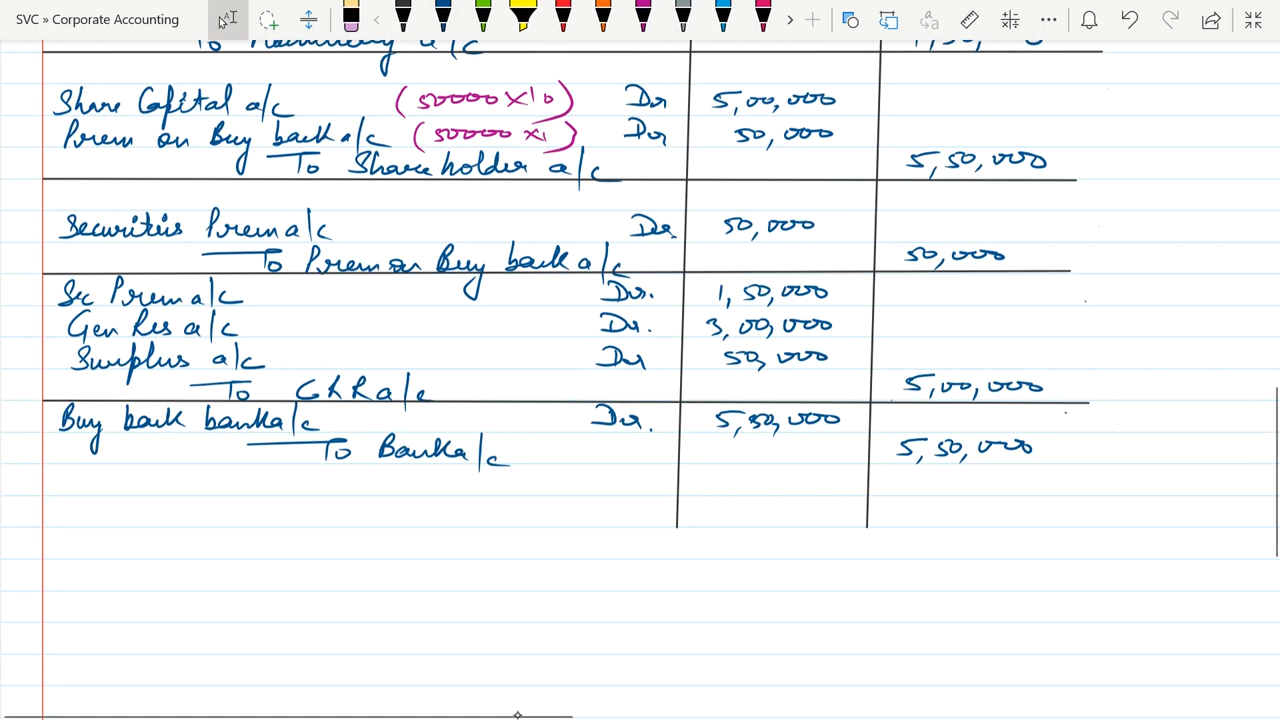 SVC » Corporate Accounting
To Machinery a/c
Share Capital a/c (50000 × 10) Dr 5,00,000
Prem on Buy back a/c (50000 × 1) Dr 50,000
To Shareholder a/c 5,50,000
Securities Prem a/c Dr. 50,000
To Prem on Buy back a/c 50,000
Sec Prem a/c Dr. 1,50,000
Gen Res a/c Dr. 3,00,000
Surplus a/c Dr 50,000
To CRR a/c 5,00,000
Buy back bank a/c Dr. 5,50,000
To Bank a/c 5,50,000